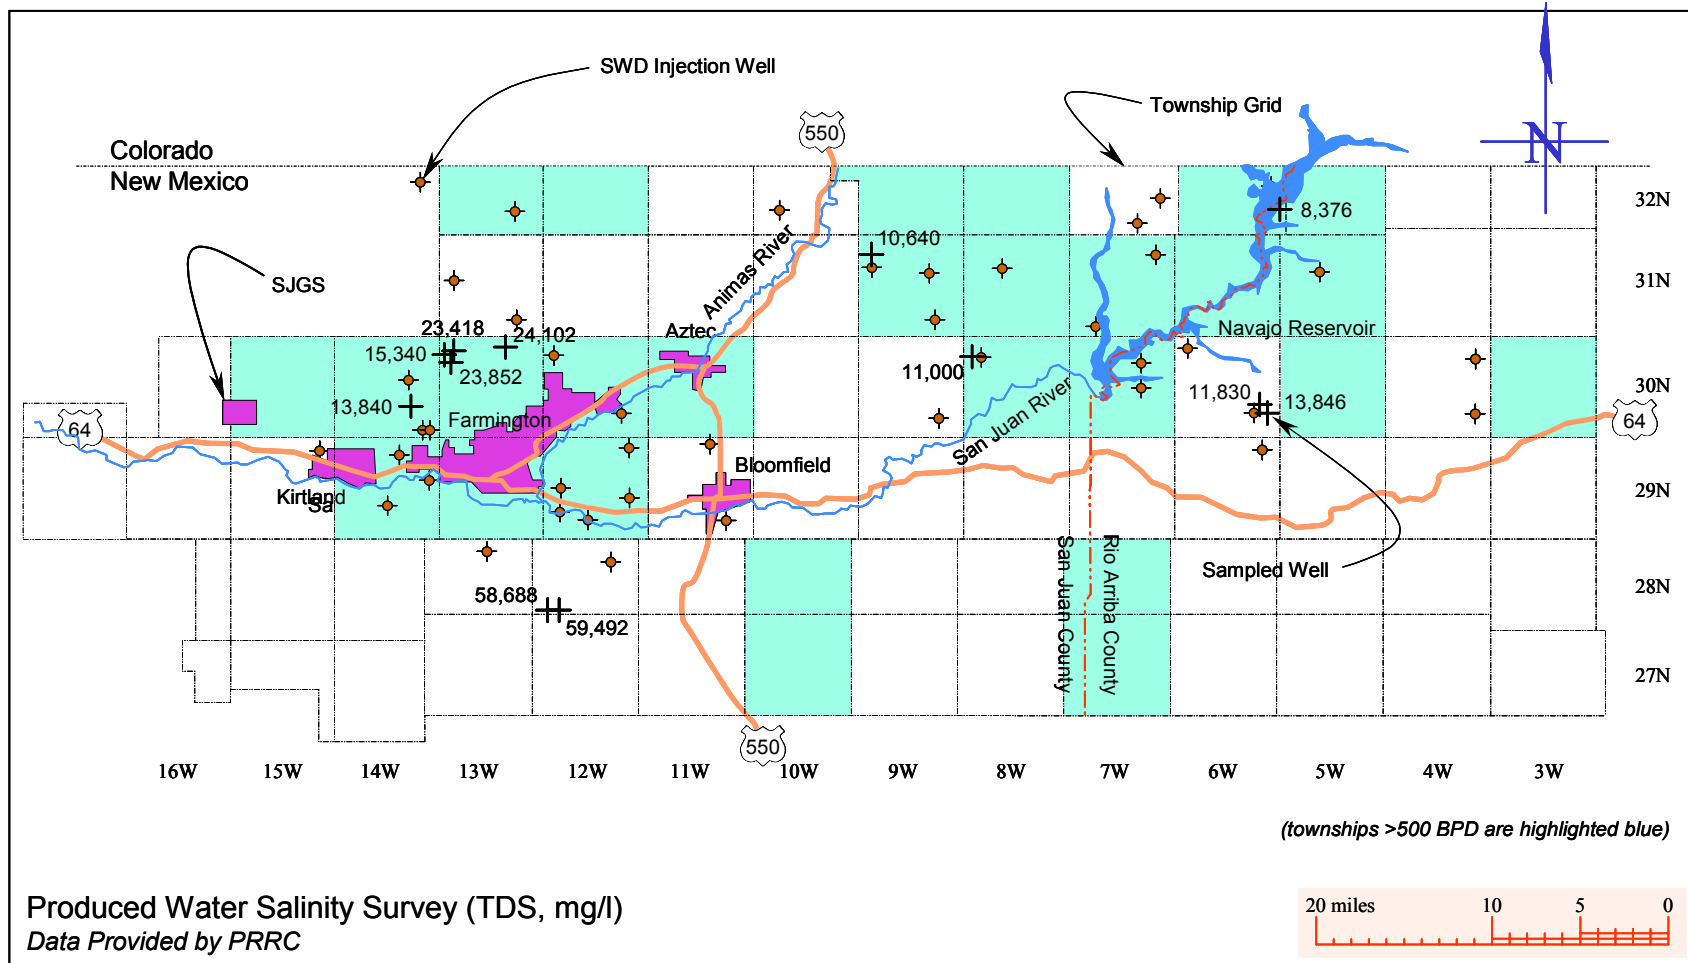 SWD Injection Well
Township Grid
550
N
Colorado
New Mexico
32N
8,376
10,640
Animas River
31N
SJGS
23,418
24,102
Aztec
Navajo Reservoir
15,340
23,852
11,000
30N
San Juan River
11,830
13,846
13,840
Farmington
64
64
Bloomfield
29N
Kirtland
Sa
San Juan County
Rio Arriba County
Sampled Well
28N
58,688
59,492
27N
550
16W 15W 14W 13W 12W 11W 10W 9W 8W 7W 6W 5W 4W 3W
(townships >500 BPD are highlighted blue)
Produced Water Salinity Survey (TDS, mg/l)
Data Provided by PRRC
20 miles 10 5 0